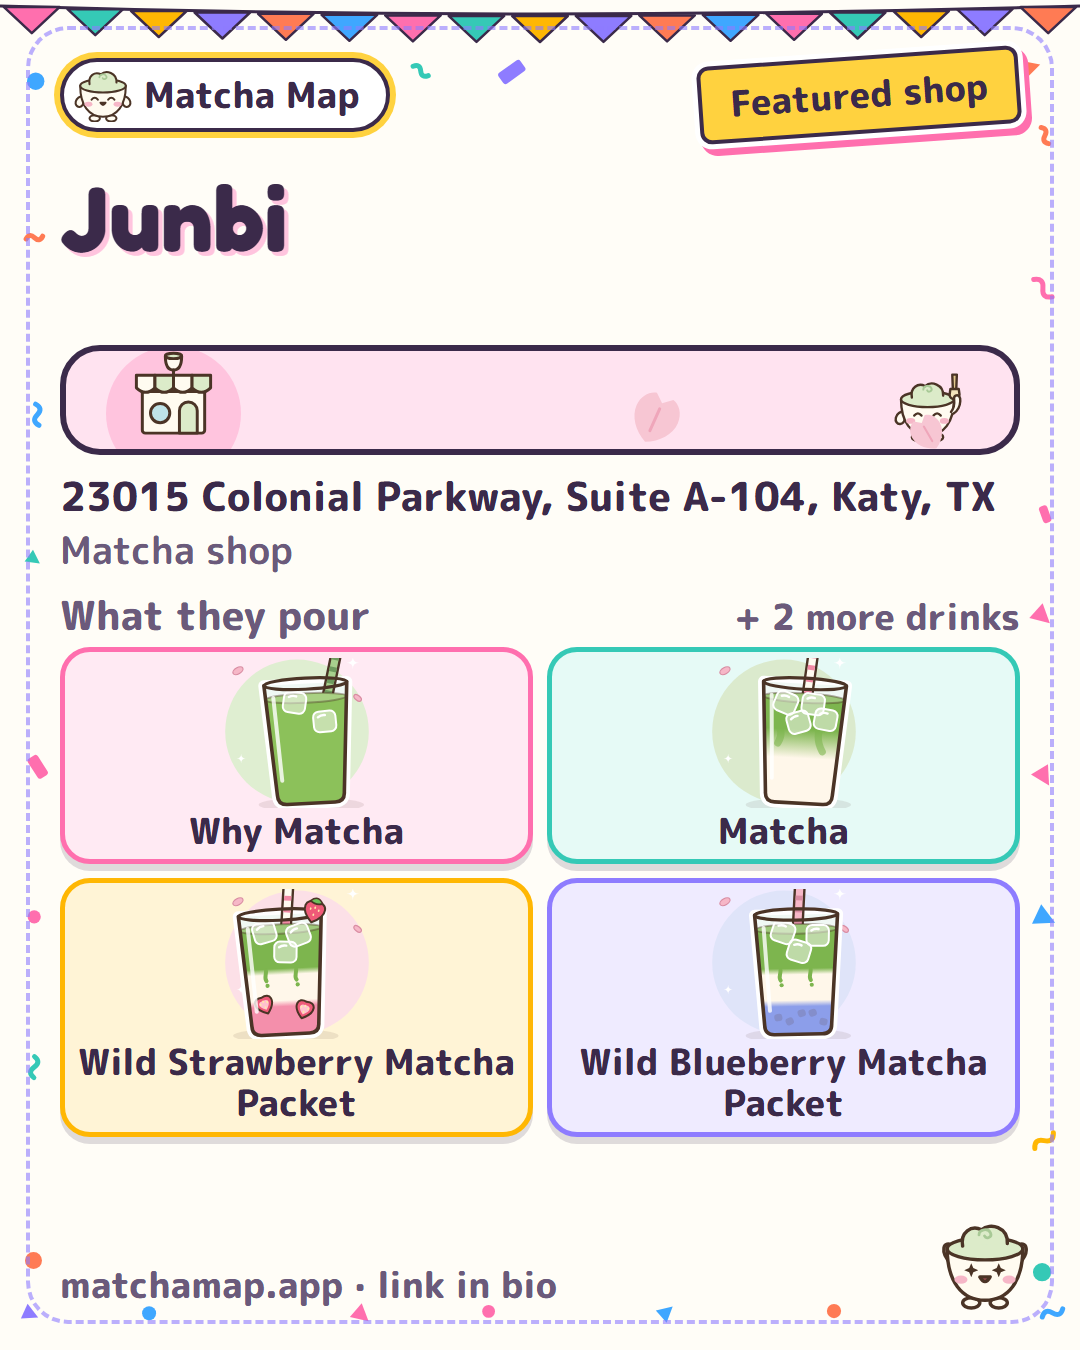 Matcha Map
Featured shop
Junbi
23015 Colonial Parkway, Suite A-104, Katy, TX
Matcha shop
What they pour
+ 2 more drinks
Why Matcha
Matcha
Wild Strawberry Matcha
Packet
Wild Blueberry Matcha
Packet
matchamap.app · link in bio